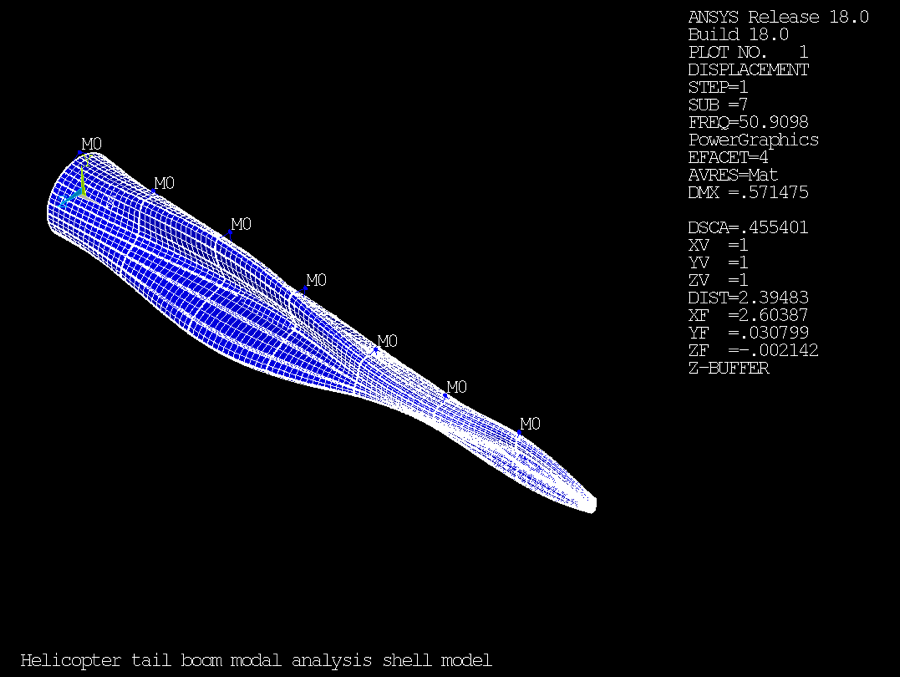 ANSYS Release 18.0
Build 18.0
PLOT NO.   1
DISPLACEMENT
STEP=1
SUB =7
FREQ=50.9098
PowerGraphics
EFACET=4
AVRES=Mat
DMX =.571475
DSCA=.455401
XV  =1
YV  =1
ZV  =1
DIST=2.39483
XF  =2.60387
YF  =.030799
ZF  =-.002142
Z-BUFFER
M0
M0
M0
M0
M0
M0
M0
Helicopter tail boom modal analysis shell model